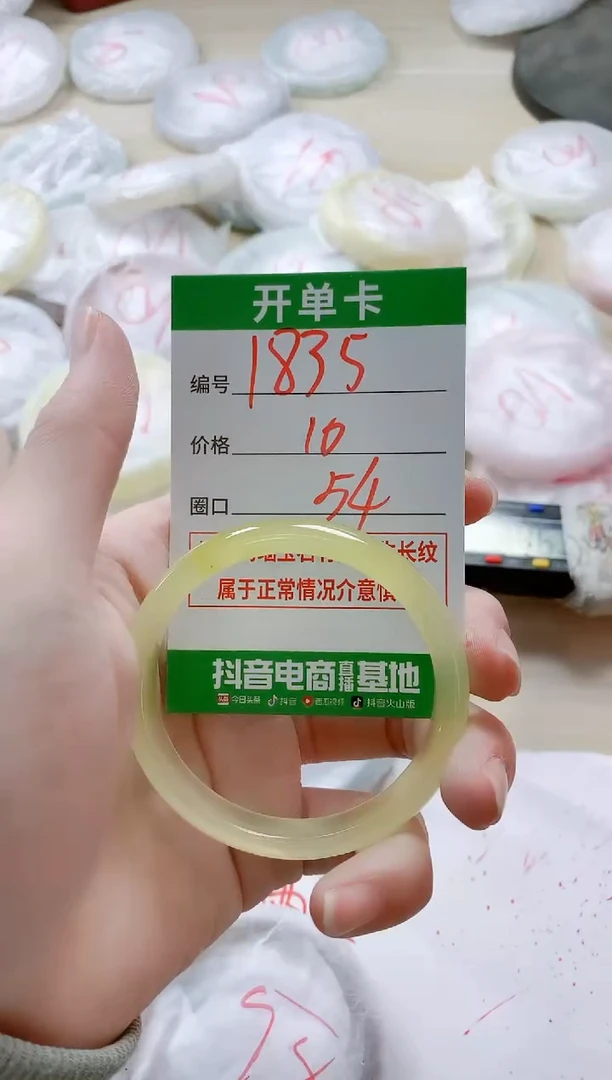 开单卡
编号 1835
价格 10
圈口 54
长纹
属于正常情况介意慎
抖音电商直播基地
今日头条 抖音 西瓜视频 抖音火山版